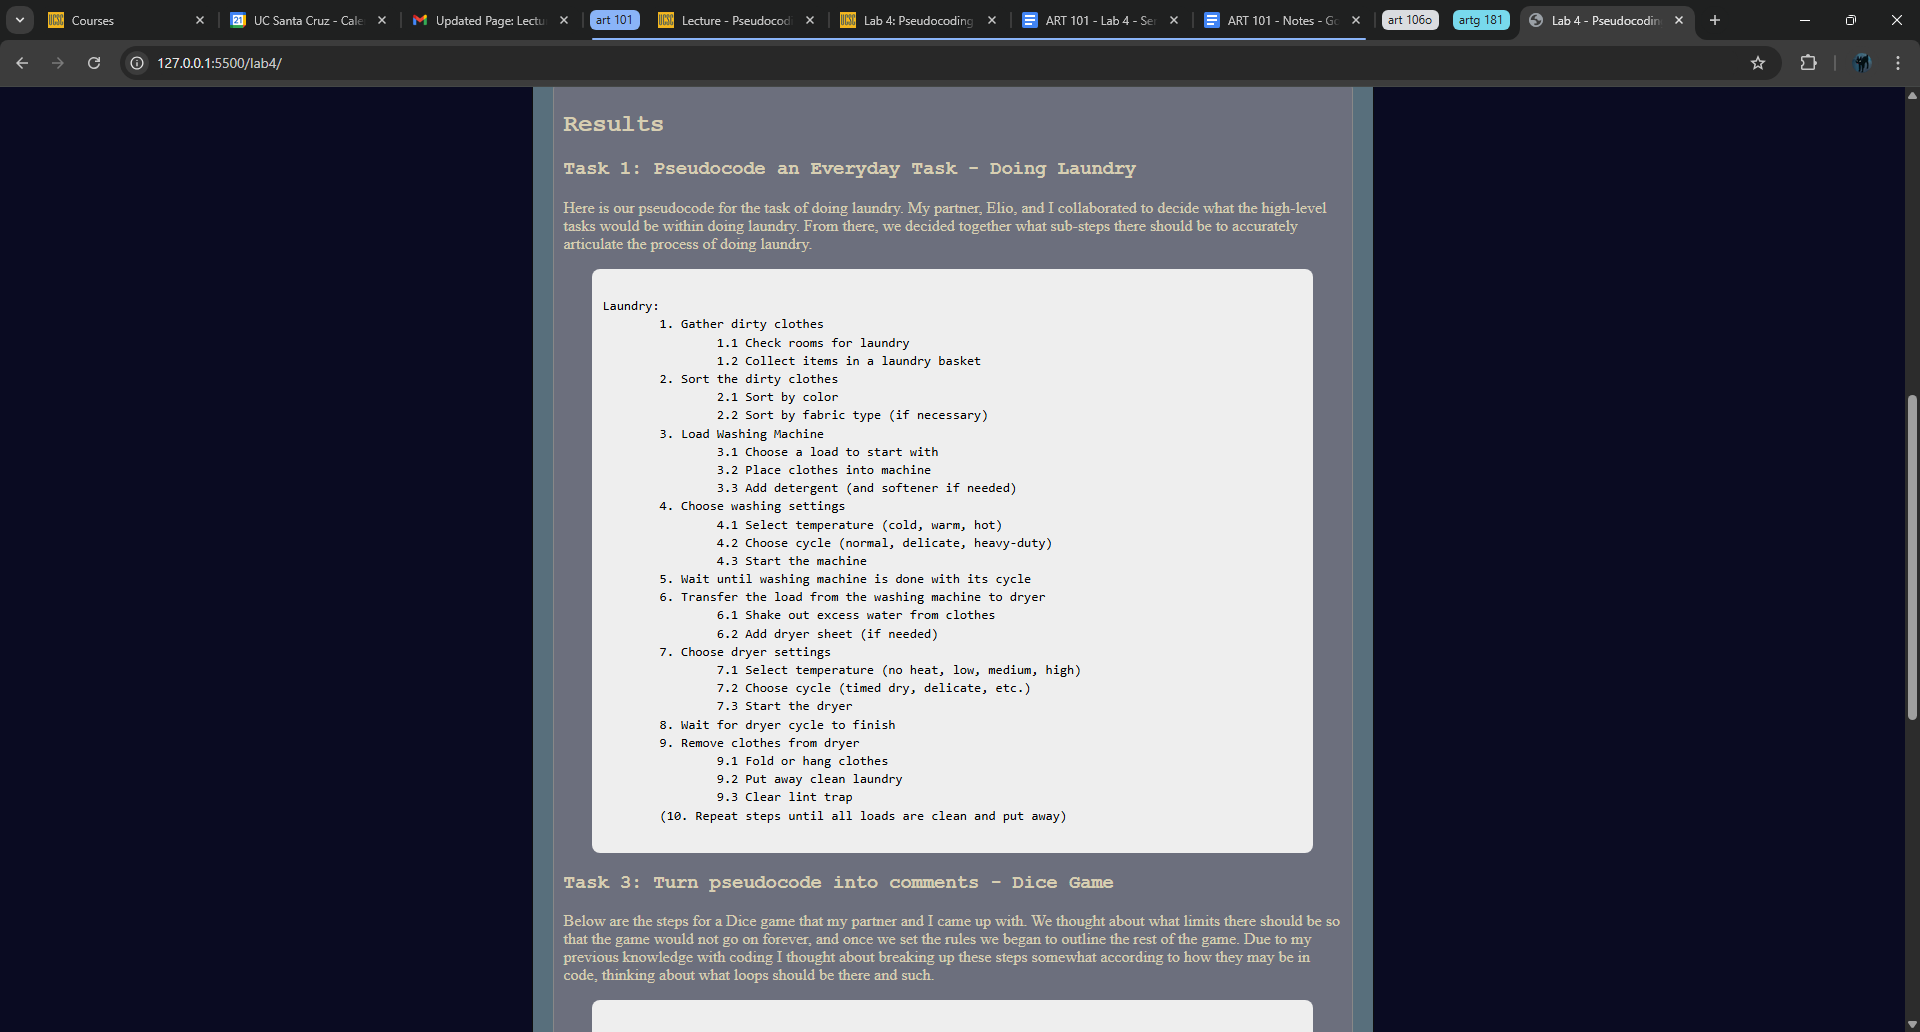 Courses
21
UC Santa Cruz - Cale
Updated Page: Lectu
art 101
UCSC
Lecture - Pseudocodi
UCSC
Lab 4: Pseudocoding
ART 101 - Lab 4 - Ser
ART 101 - Notes - Go
art 106o
artg 181
Lab 4 - Pseudocoding
127.0.0.1:5500/lab4/
Results
Task 1: Pseudocode an Everyday Task - Doing Laundry
Here is our pseudocode for the task of doing laundry. My partner, Elio, and I collaborated to decide what the high-level
tasks would be within doing laundry. From there, we decided together what sub-steps there should be to accurately
articulate the process of doing laundry.
Laundry:
1. Gather dirty clothes
1.1 Check rooms for laundry
1.2 Collect items in a laundry basket
2. Sort the dirty clothes
2.1 Sort by color
2.2 Sort by fabric type (if necessary)
3. Load Washing Machine
3.1 Choose a load to start with
3.2 Place clothes into machine
3.3 Add detergent (and softener if needed)
4. Choose washing settings
4.1 Select temperature (cold, warm, hot)
4.2 Choose cycle (normal, delicate, heavy-duty)
4.3 Start the machine
5. Wait until washing machine is done with its cycle
6. Transfer the load from the washing machine to dryer
6.1 Shake out excess water from clothes
6.2 Add dryer sheet (if needed)
7. Choose dryer settings
7.1 Select temperature (no heat, low, medium, high)
7.2 Choose cycle (timed dry, delicate, etc.)
7.3 Start the dryer
8. Wait for dryer cycle to finish
9. Remove clothes from dryer
9.1 Fold or hang clothes
9.2 Put away clean laundry
9.3 Clear lint trap
(10. Repeat steps until all loads are clean and put away)
Task 3: Turn pseudocode into comments - Dice Game
Below are the steps for a Dice game that my partner and I came up with. We thought about what limits there should be so
that the game would not go on forever, and once we set the rules we began to outline the rest of the game. Due to my
previous knowledge with coding I thought about breaking up these steps somewhat according to how they may be in
code, thinking about what loops should be there and such.